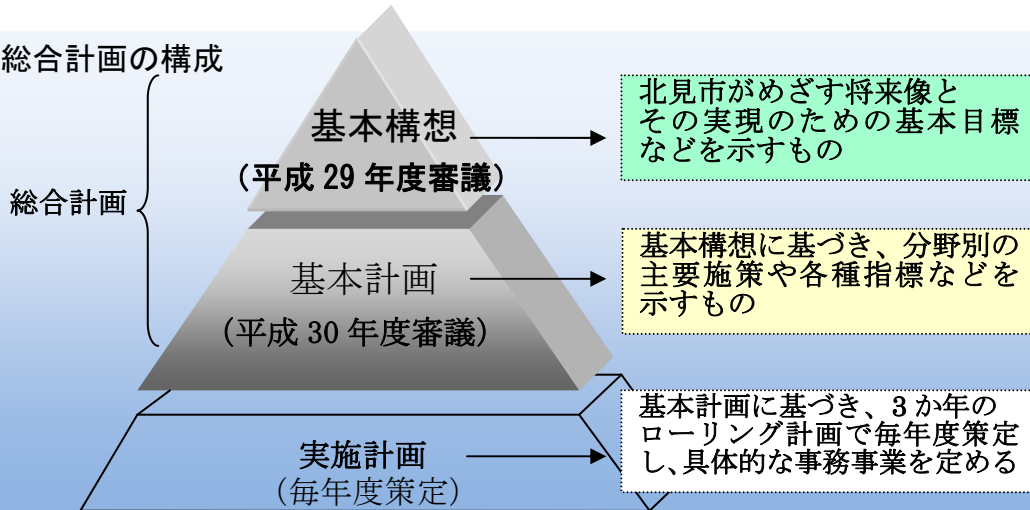 総合計画の構成
総合計画
基本構想
(平成 29 年度審議)
北見市がめざす将来像と
その実現のための基本目標
などを示すもの
基本計画
(平成 30 年度審議)
基本構想に基づき、分野別の
主要施策や各種指標などを
示すもの
実施計画
(毎年度策定)
基本計画に基づき、3 か年の
ローリング計画で毎年度策定
し、具体的な事務事業を定める